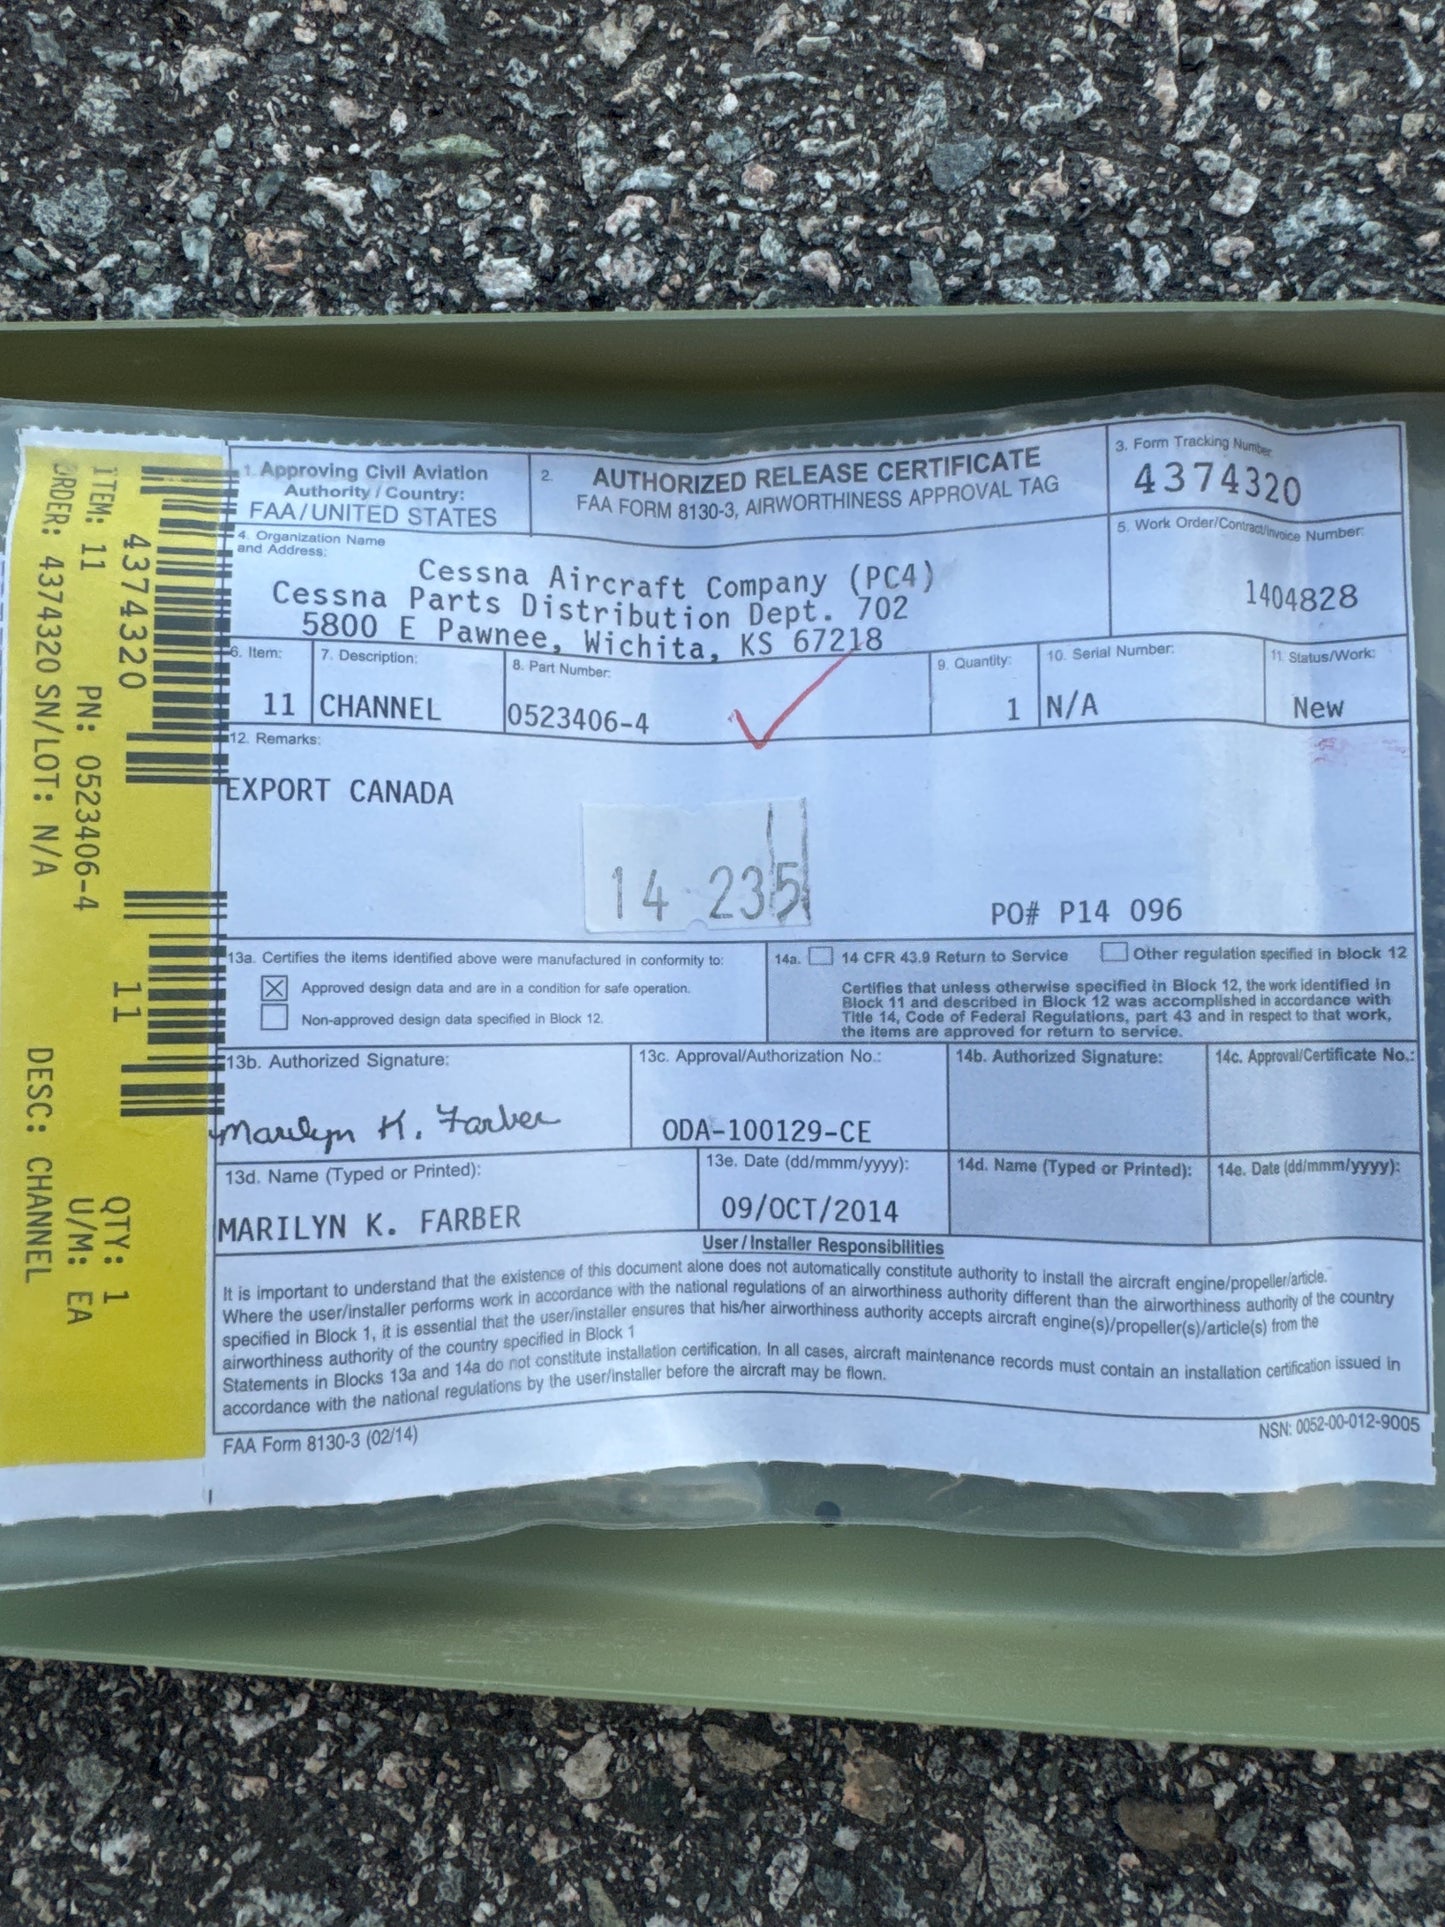 ITEM: 11
ORDER: 4374320 SN/LOT: N/A
4374320
PN: 0523406-4
11
DESC: CHANNEL
QTY: 1
U/M: EA
1. Approving Civil Aviation
Authority / Country:
FAA/UNITED STATES
2. AUTHORIZED RELEASE CERTIFICATE
FAA FORM 8130-3, AIRWORTHINESS APPROVAL TAG
3. Form Tracking Number
4374320
4. Organization Name
and Address:
Cessna Aircraft Company (PC4)
Cessna Parts Distribution Dept. 702
5800 E Pawnee, Wichita, KS 67218
5. Work Order/Contract/Invoice Number:
1404828
6. Item: 7. Description: 8. Part Number: 9. Quantity: 10. Serial Number: 11. Status/Work:
11 CHANNEL 0523406-4 1 N/A New
12. Remarks:
EXPORT CANADA
14 235
PO# P14 096
13a. Certifies the items identified above were manufactured in conformity to:
Approved design data and are in a condition for safe operation.
Non-approved design data specified in Block 12.
14a. 14 CFR 43.9 Return to Service Other regulation specified in block 12
Certifies that unless otherwise specified in Block 12, the work identified in
Block 11 and described in Block 12 was accomplished in accordance with
Title 14, Code of Federal Regulations, part 43 and in respect to that work,
the items are approved for return to service.
13b. Authorized Signature: 13c. Approval/Authorization No.: 14b. Authorized Signature: 14c. Approval/Certificate No.:
Marilyn K. Farber ODA-100129-CE
13d. Name (Typed or Printed): 13e. Date (dd/mmm/yyyy): 14d. Name (Typed or Printed): 14e. Date (dd/mmm/yyyy):
MARILYN K. FARBER 09/OCT/2014
User/Installer Responsibilities
It is important to understand that the existence of this document alone does not automatically constitute authority to install the aircraft engine/propeller/article.
Where the user/installer performs work in accordance with the national regulations of an airworthiness authority different than the airworthiness authority of the country
specified in Block 1, it is essential that the user/installer ensures that his/her airworthiness authority accepts aircraft engine(s)/propeller(s)/article(s) from the
airworthiness authority of the country specified in Block 1
Statements in Blocks 13a and 14a do not constitute installation certification. In all cases, aircraft maintenance records must contain an installation certification issued in
accordance with the national regulations by the user/installer before the aircraft may be flown.
FAA Form 8130-3 (02/14) NSN: 0052-00-012-9005